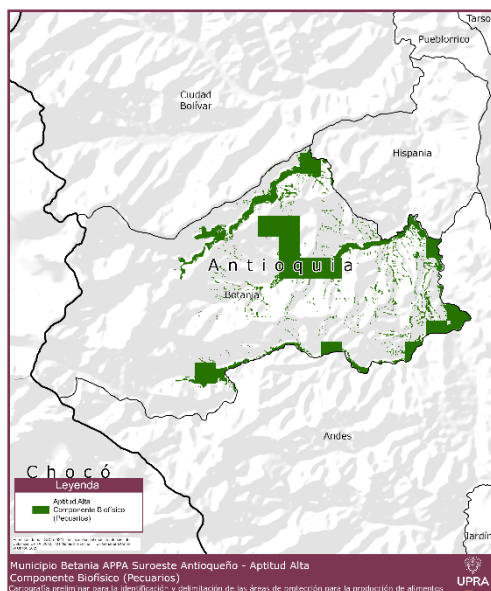 Tarso
Pueblorrico
Ciudad
Bolívar
Hispania
Antioquia
Betania
Andes
Chocó
Jardín
Leyenda
Aptitud Alta
Componente Biofísico
(Pecuarios)
Municipio Betania APPA Suroeste Antioqueño - Aptitud Alta
Componente Biofísico (Pecuarios)
Cartografía preliminar para la identificación y delimitación de las áreas de protección para la producción de alimentos
UPRA